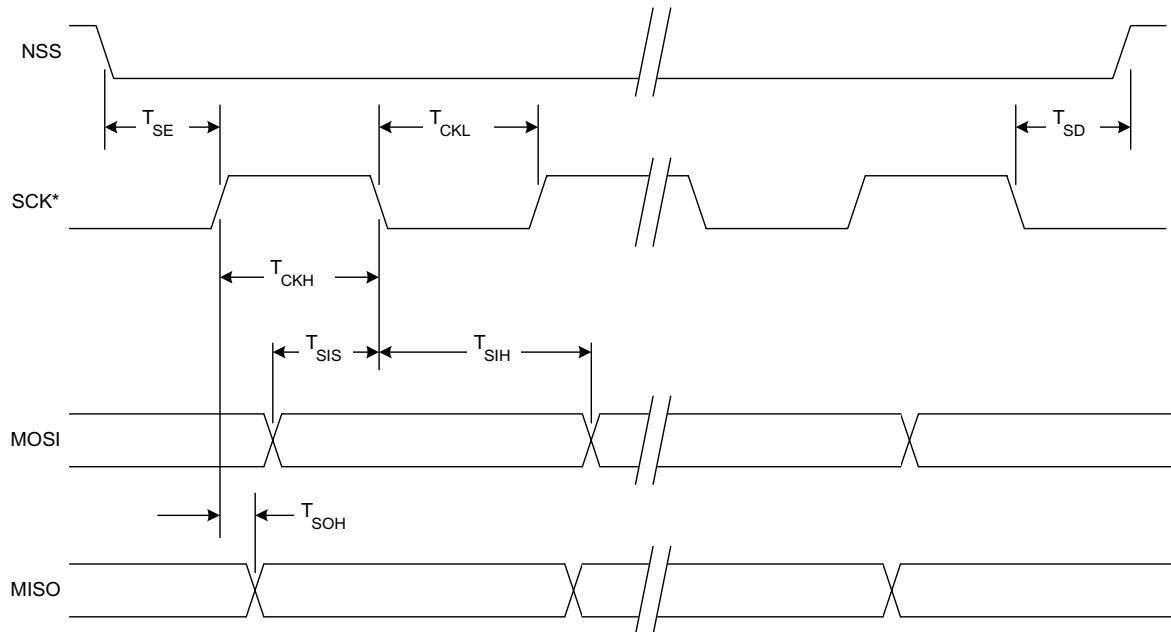 NSS
T_SE
T_CKL
T_SD
SCK*
T_CKH
T_SIS
T_SIH
MOSI
T_SOH
MISO